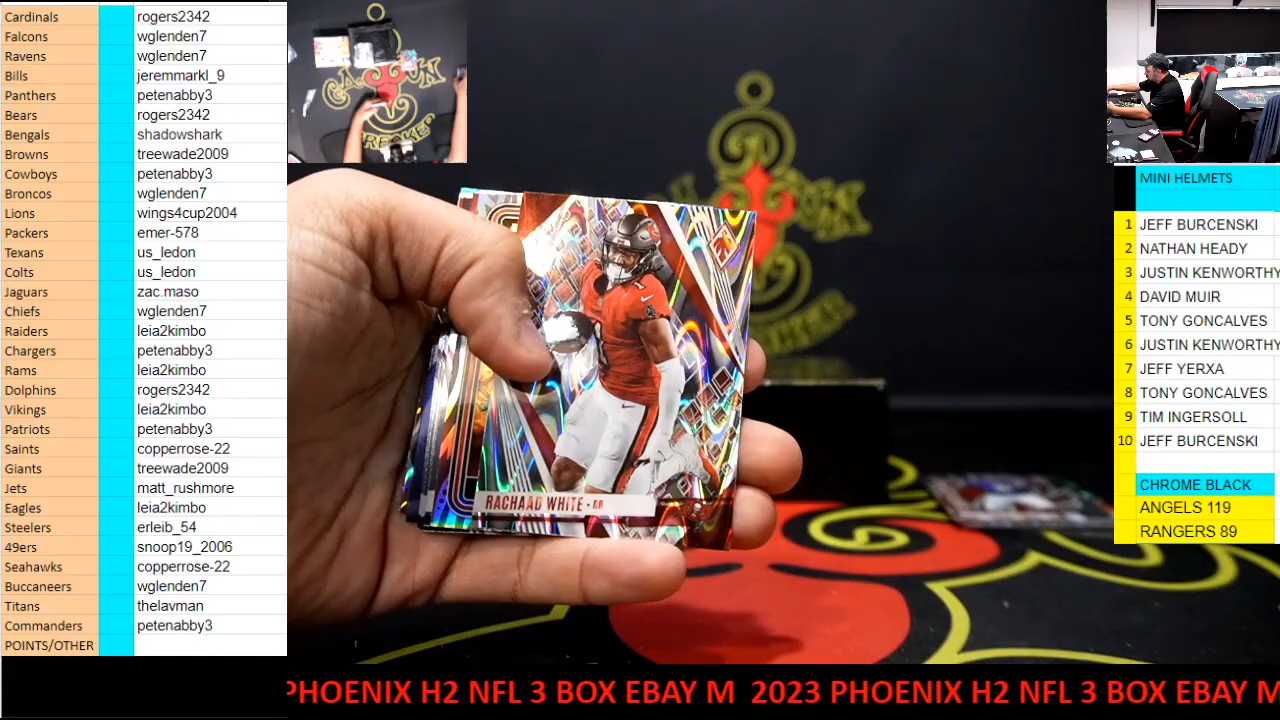 Cardinals rogers2342
Falcons wglenden7
Ravens wglenden7
Bills jeremmarkl_9
Panthers petenabby3
Bears rogers2342
Bengals shadowshark
Browns treewade2009
Cowboys petenabby3
Broncos wglenden7
Lions wings4cup2004
Packers emer-578
Texans us_ledon
Colts us_ledon
Jaguars zac.maso
Chiefs wglenden7
Raiders leia2kimbo
Chargers petenabby3
Rams leia2kimbo
Dolphins rogers2342
Vikings leia2kimbo
Patriots petenabby3
Saints copperrose-22
Giants treewade2009
Jets matt_rushmore
Eagles leia2kimbo
Steelers erleib_54
49ers snoop19_2006
Seahawks copperrose-22
Buccaneers wglenden7
Titans thelavman
Commanders petenabby3
POINTS/OTHER
RACHAAD WHITE • RB
MINI HELMETS
1 JEFF BURCENSKI
2 NATHAN HEADY
3 JUSTIN KENWORTHY
4 DAVID MUIR
5 TONY GONCALVES
6 JUSTIN KENWORTHY
7 JEFF YERXA
8 TONY GONCALVES
9 TIM INGERSOLL
10 JEFF BURCENSKI
CHROME BLACK
ANGELS 119
RANGERS 89
PHOENIX H2 NFL 3 BOX EBAY M 2023 PHOENIX H2 NFL 3 BOX EBAY M